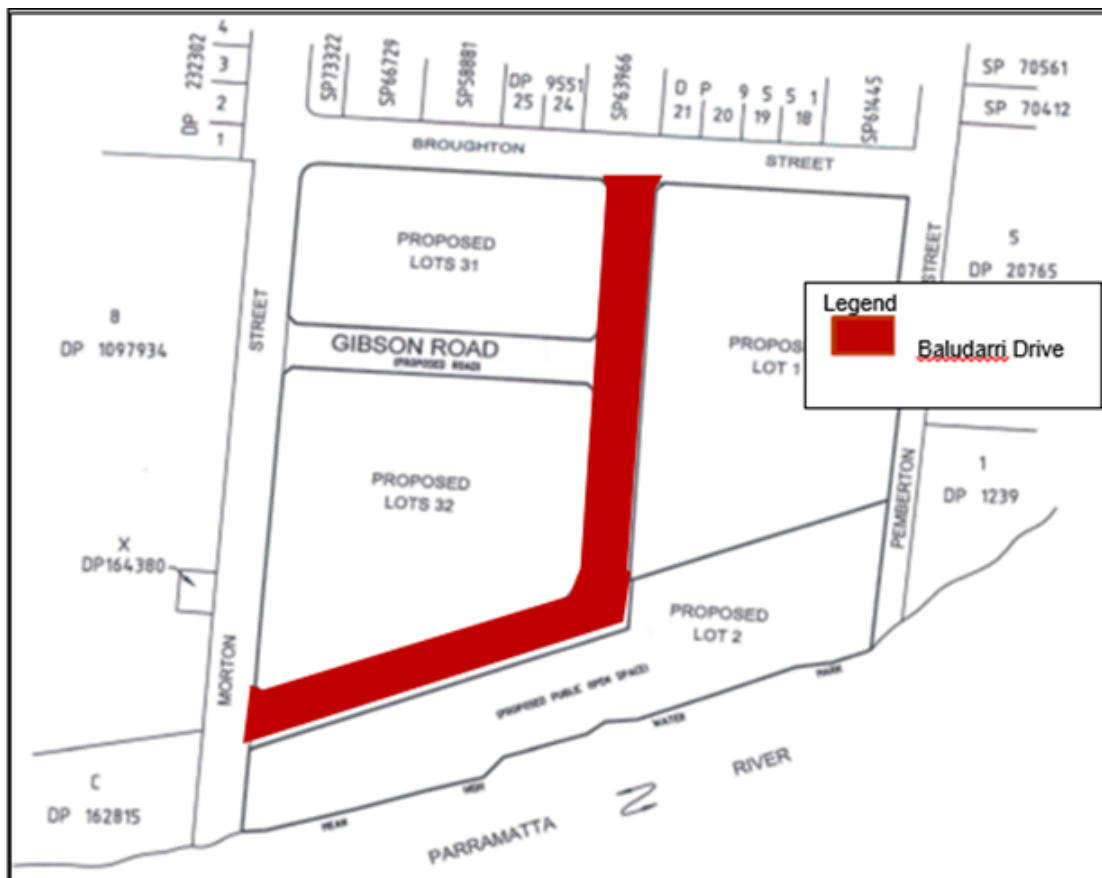 4
3
2
1
DP 232302
SP73322
SP66729
SP58881
DP 9551
25 24
SP63966
D P 9 5 5 1
21 20 19 18
SP61445
SP 70561
SP 70412
BROUGHTON STREET
PROPOSED
LOTS 31
STREET
STREET
5
DP 20765
8
DP 1097934
GIBSON ROAD
(PROPOSED ROAD)
PROPOS
LOT 1
Legend
Baludarri Drive
PROPOSED
LOTS 32
1
DP 1239
PEMBERTON
X
DP164380
PROPOSED
LOT 2
MORTON
(PROPOSED PUBLIC OPEN SPACE)
MEAN HIGH WATER MARK
C
DP 162815
PARRAMATTA RIVER